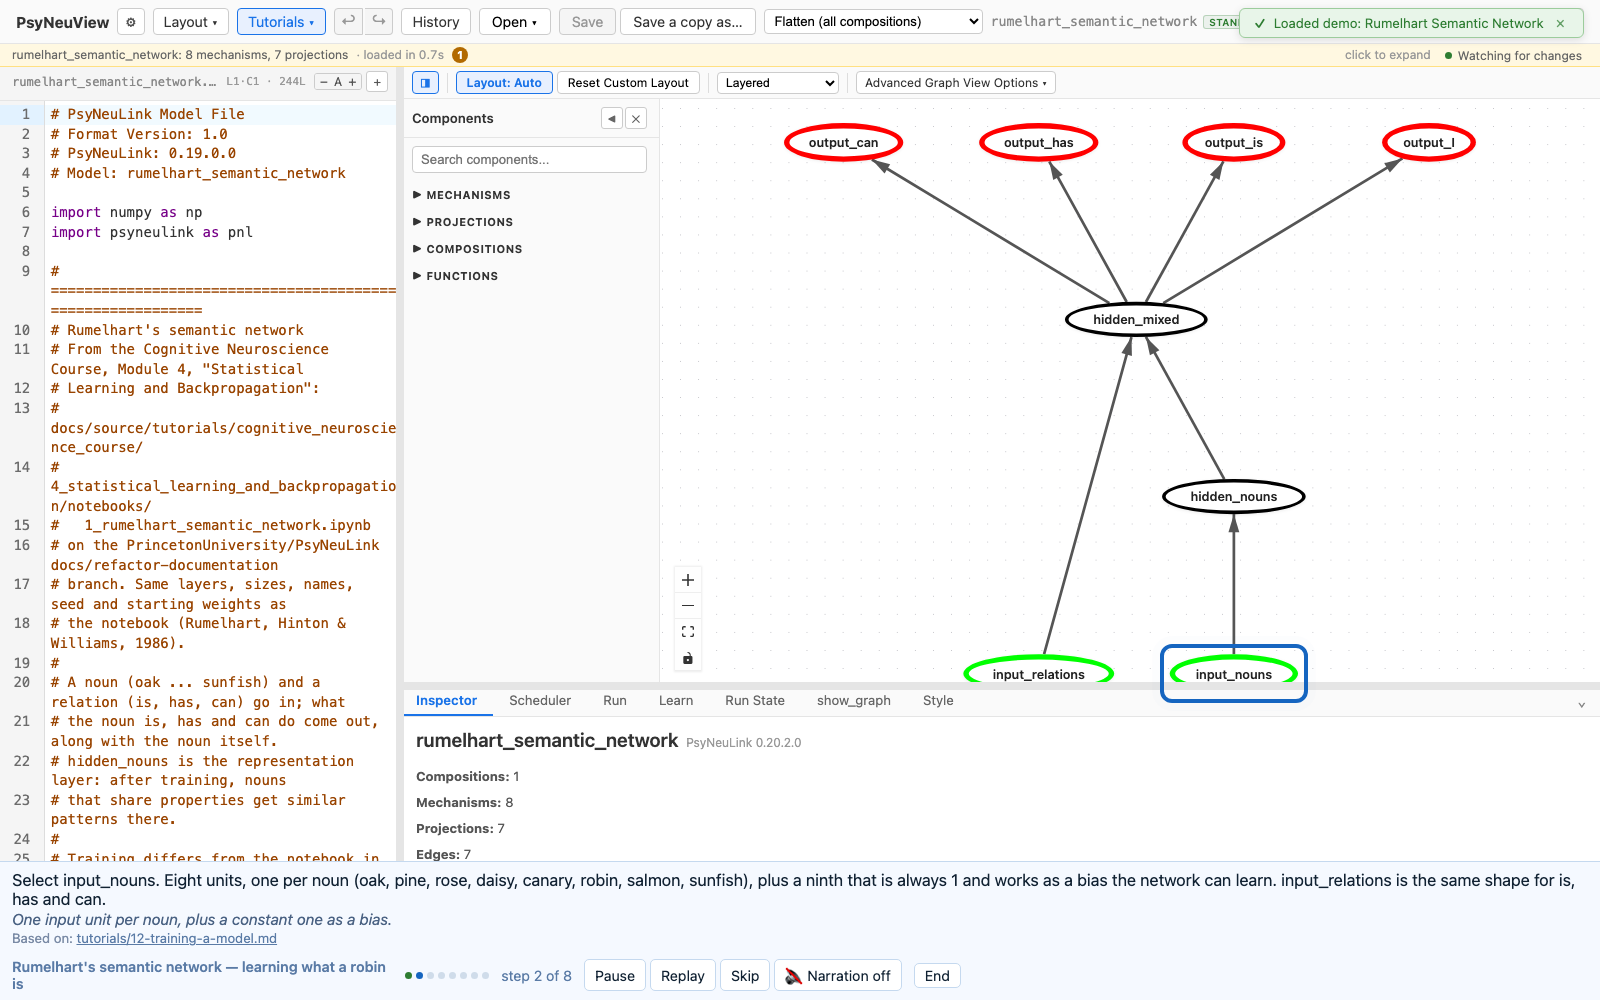 PsyNeuView
Layout
Tutorials
History
Open
Save
Save a copy as...
Flatten (all compositions)
rumelhart_semantic_network
Loaded demo: Rumelhart Semantic Network
rumelhart_semantic_network: 8 mechanisms, 7 projections · loaded in 0.7s 1
click to expand
Watching for changes
rumelhart_semantic_network.... L1·C1 · 244L
− A +
+
Layout: Auto
Reset Custom Layout
Layered
Advanced Graph View Options
1 # PsyNeuLink Model File
2 # Format Version: 1.0
3 # PsyNeuLink: 0.19.0.0
4 # Model: rumelhart_semantic_network
5
6 import numpy as np
7 import psyneulink as pnl
8
9 #
=========================================
==================
10 # Rumelhart's semantic network
11 # From the Cognitive Neuroscience
Course, Module 4, "Statistical
12 # Learning and Backpropagation":
13 #
docs/source/tutorials/cognitive_neuroscie
nce_course/
14 #
4_statistical_learning_and_backpropagatio
n/notebooks/
15 #   1_rumelhart_semantic_network.ipynb
16 # on the PrincetonUniversity/PsyNeuLink
docs/refactor-documentation
17 # branch. Same layers, sizes, names,
seed and starting weights as
18 # the notebook (Rumelhart, Hinton &
Williams, 1986).
19 #
20 # A noun (oak ... sunfish) and a
relation (is, has, can) go in; what
21 # the noun is, has and can do come out,
along with the noun itself.
22 # hidden_nouns is the representation
layer: after training, nouns
23 # that share properties get similar
patterns there.
24 #
25 # Training differs from the notebook in
Components
Search components...
MECHANISMS
PROJECTIONS
COMPOSITIONS
FUNCTIONS
output_can
output_has
output_is
output_I
hidden_mixed
hidden_nouns
input_relations
input_nouns
Inspector
Scheduler
Run
Learn
Run State
show_graph
Style
rumelhart_semantic_network PsyNeuLink 0.20.2.0
Compositions: 1
Mechanisms: 8
Projections: 7
Edges: 7
Select input_nouns. Eight units, one per noun (oak, pine, rose, daisy, canary, robin, salmon, sunfish), plus a ninth that is always 1 and works as a bias the network can learn. input_relations is the same shape for is,
has and can.
One input unit per noun, plus a constant one as a bias.
Based on: tutorials/12-training-a-model.md
Rumelhart's semantic network — learning what a robin
is
step 2 of 8
Pause
Replay
Skip
Narration off
End